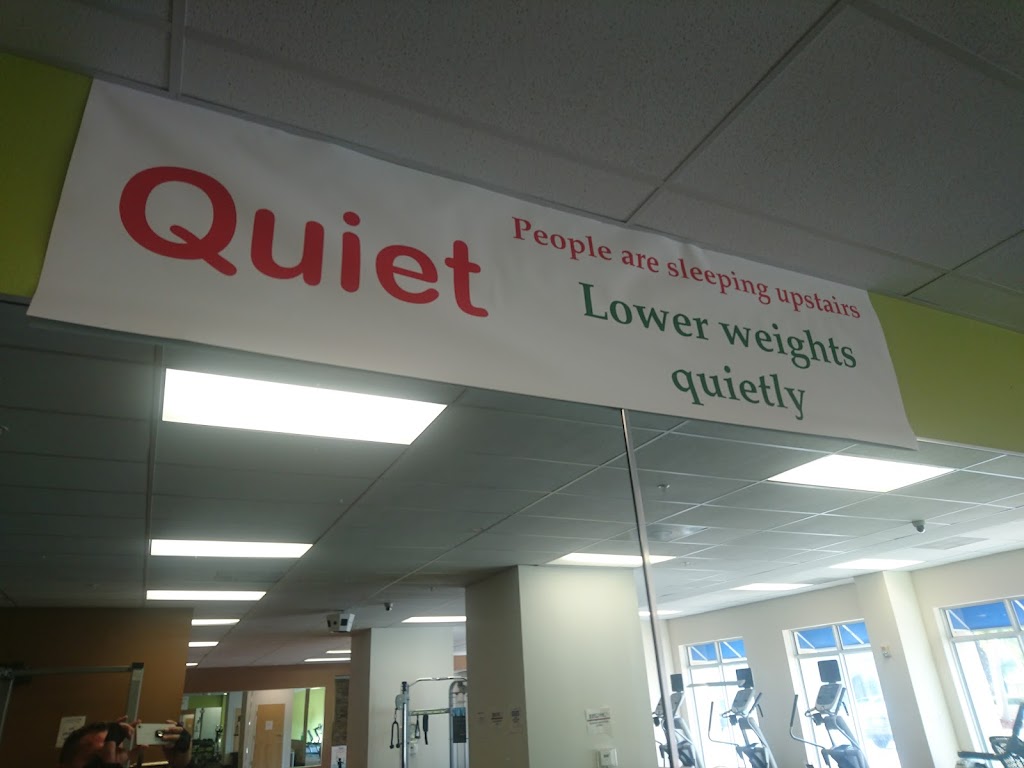 Quiet
People are sleeping upstairs
Lower weights
quietly